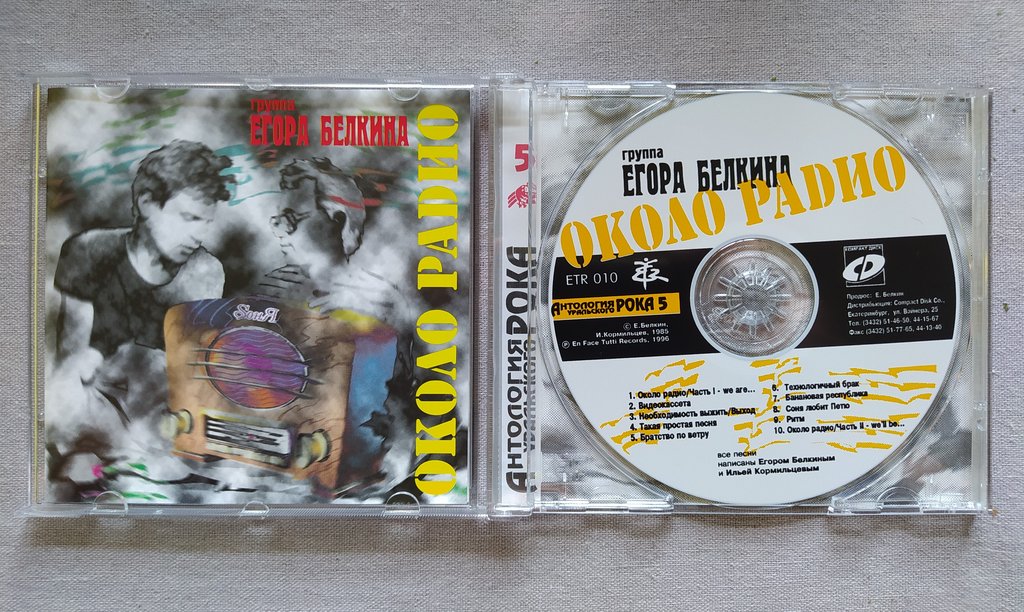 группа
ЕГОРА БЕЛКИНА
ОКОЛО РАДИО
5
АНТОЛОГИЯ РОКА
УРАЛЬСКОГО
группа
ЕГОРА БЕЛКИНА
ОКОЛО РАДИО
ETR 010
КОМПАКТ ДИСК
АНТОЛОГИЯ РОКА 5
УРАЛЬСКОГО
© Е.Белкин,
И.Кормильцев, 1985
℗ En Face Tutti Records, 1996
Продюс: Е. Белкин
Дистрибьюция: Compact Disk Co.,
Екатеринбург, ул. Вайнера, 25
Тел. (3432) 51-46-50, 44-15-67
Факс (3432) 51-77-65, 44-13-40
1. Около радио/Часть I - we are...
2. Видеокассета
3. Необходимость выжить/Выход
4. Такая простая песня
5. Братство по ветру
6. Технологичный брак
7. Банановая республика
8. Соня любит Петю
9. Ритм
10. Около радио/Часть II - we'll be...
все песни
написаны Егором Белкиным
и Ильей Кормильцевым